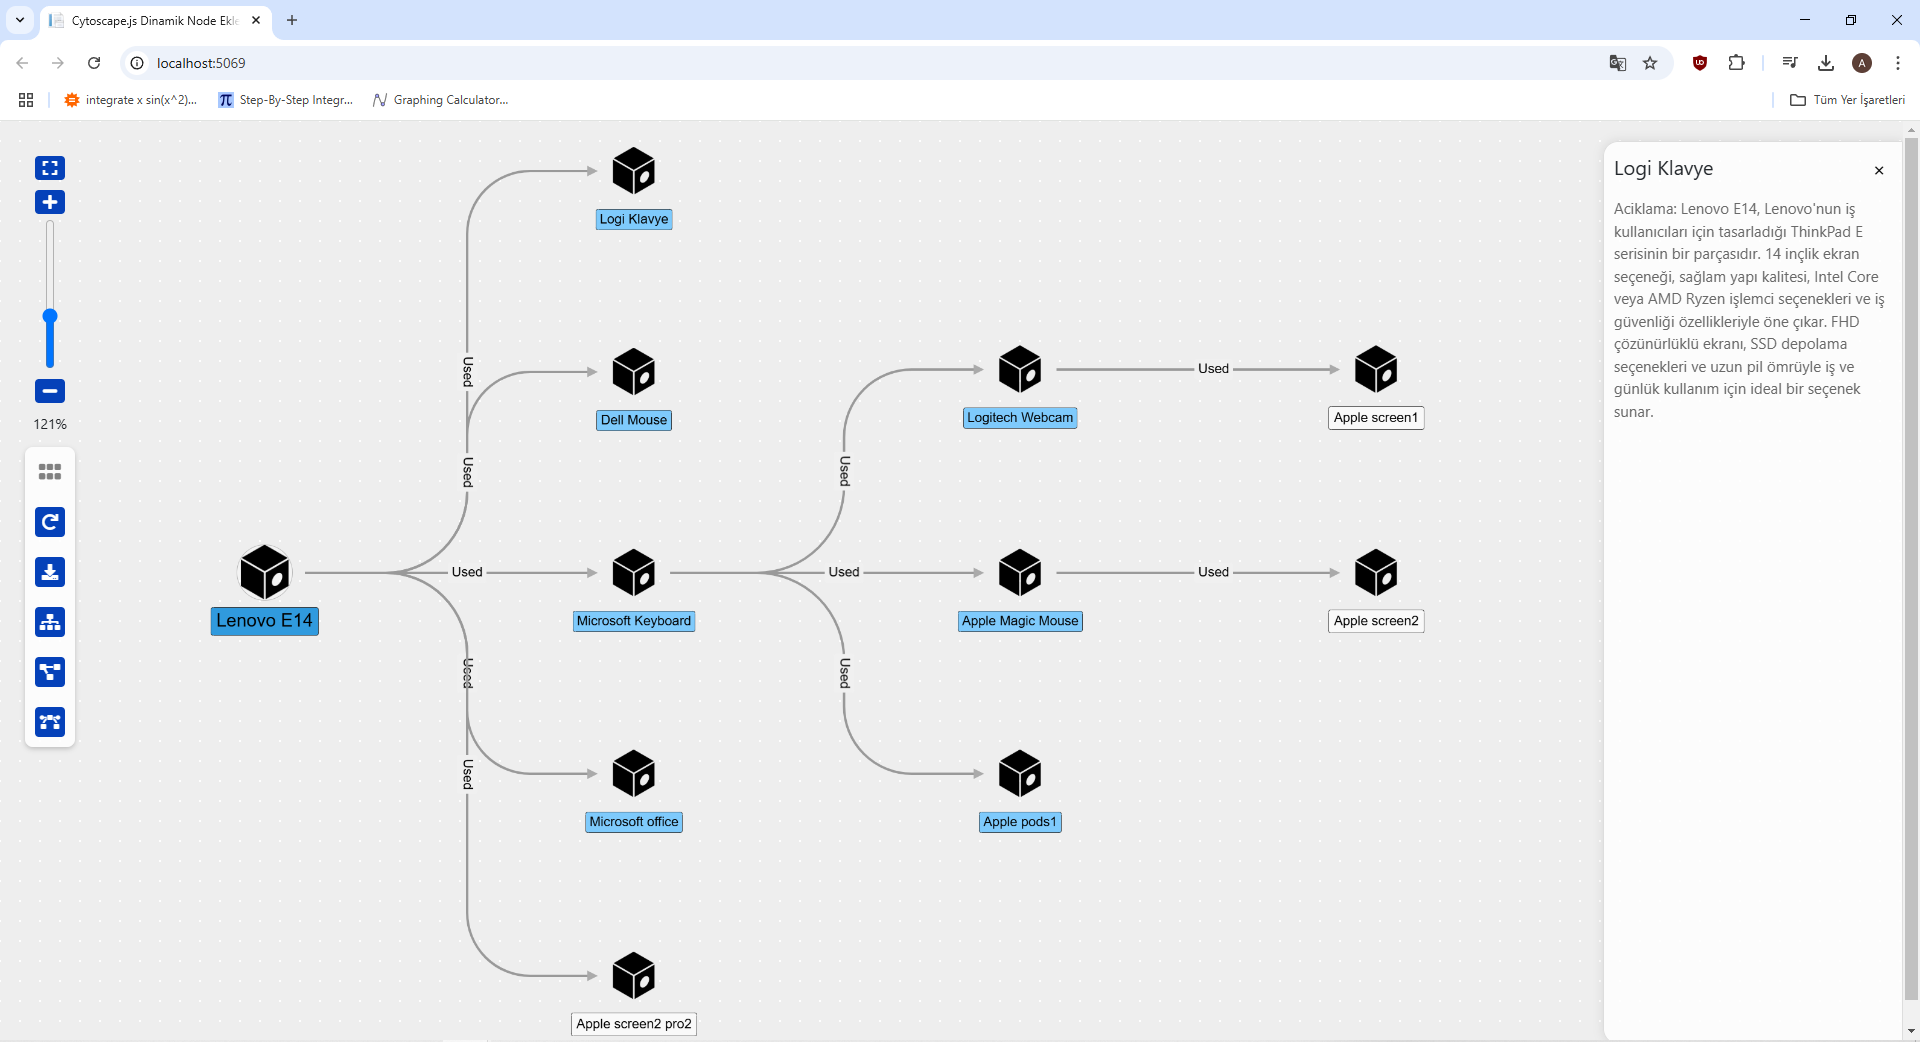 Cytoscape.js Dinamik Node Ekle
localhost:5069
A
integrate x sin(x^2)...
Step-By-Step Integr...
Graphing Calculator...
Tüm Yer İşaretleri
121%
Logi Klavye
Used
Dell Mouse
Used
Logitech Webcam
Used
Apple screen1
Used
Lenovo E14
Used
Microsoft Keyboard
Used
Apple Magic Mouse
Used
Apple screen2
Used
Used
Microsoft office
Used
Apple pods1
Apple screen2 pro2
Logi Klavye
Aciklama: Lenovo E14, Lenovo'nun iş
kullanıcıları için tasarladığı ThinkPad E
serisinin bir parçasıdır. 14 inçlik ekran
seçeneği, sağlam yapı kalitesi, Intel Core
veya AMD Ryzen işlemci seçenekleri ve iş
güvenliği özellikleriyle öne çıkar. FHD
çözünürlüklü ekranı, SSD depolama
seçenekleri ve uzun pil ömrüyle iş ve
günlük kullanım için ideal bir seçenek
sunar.